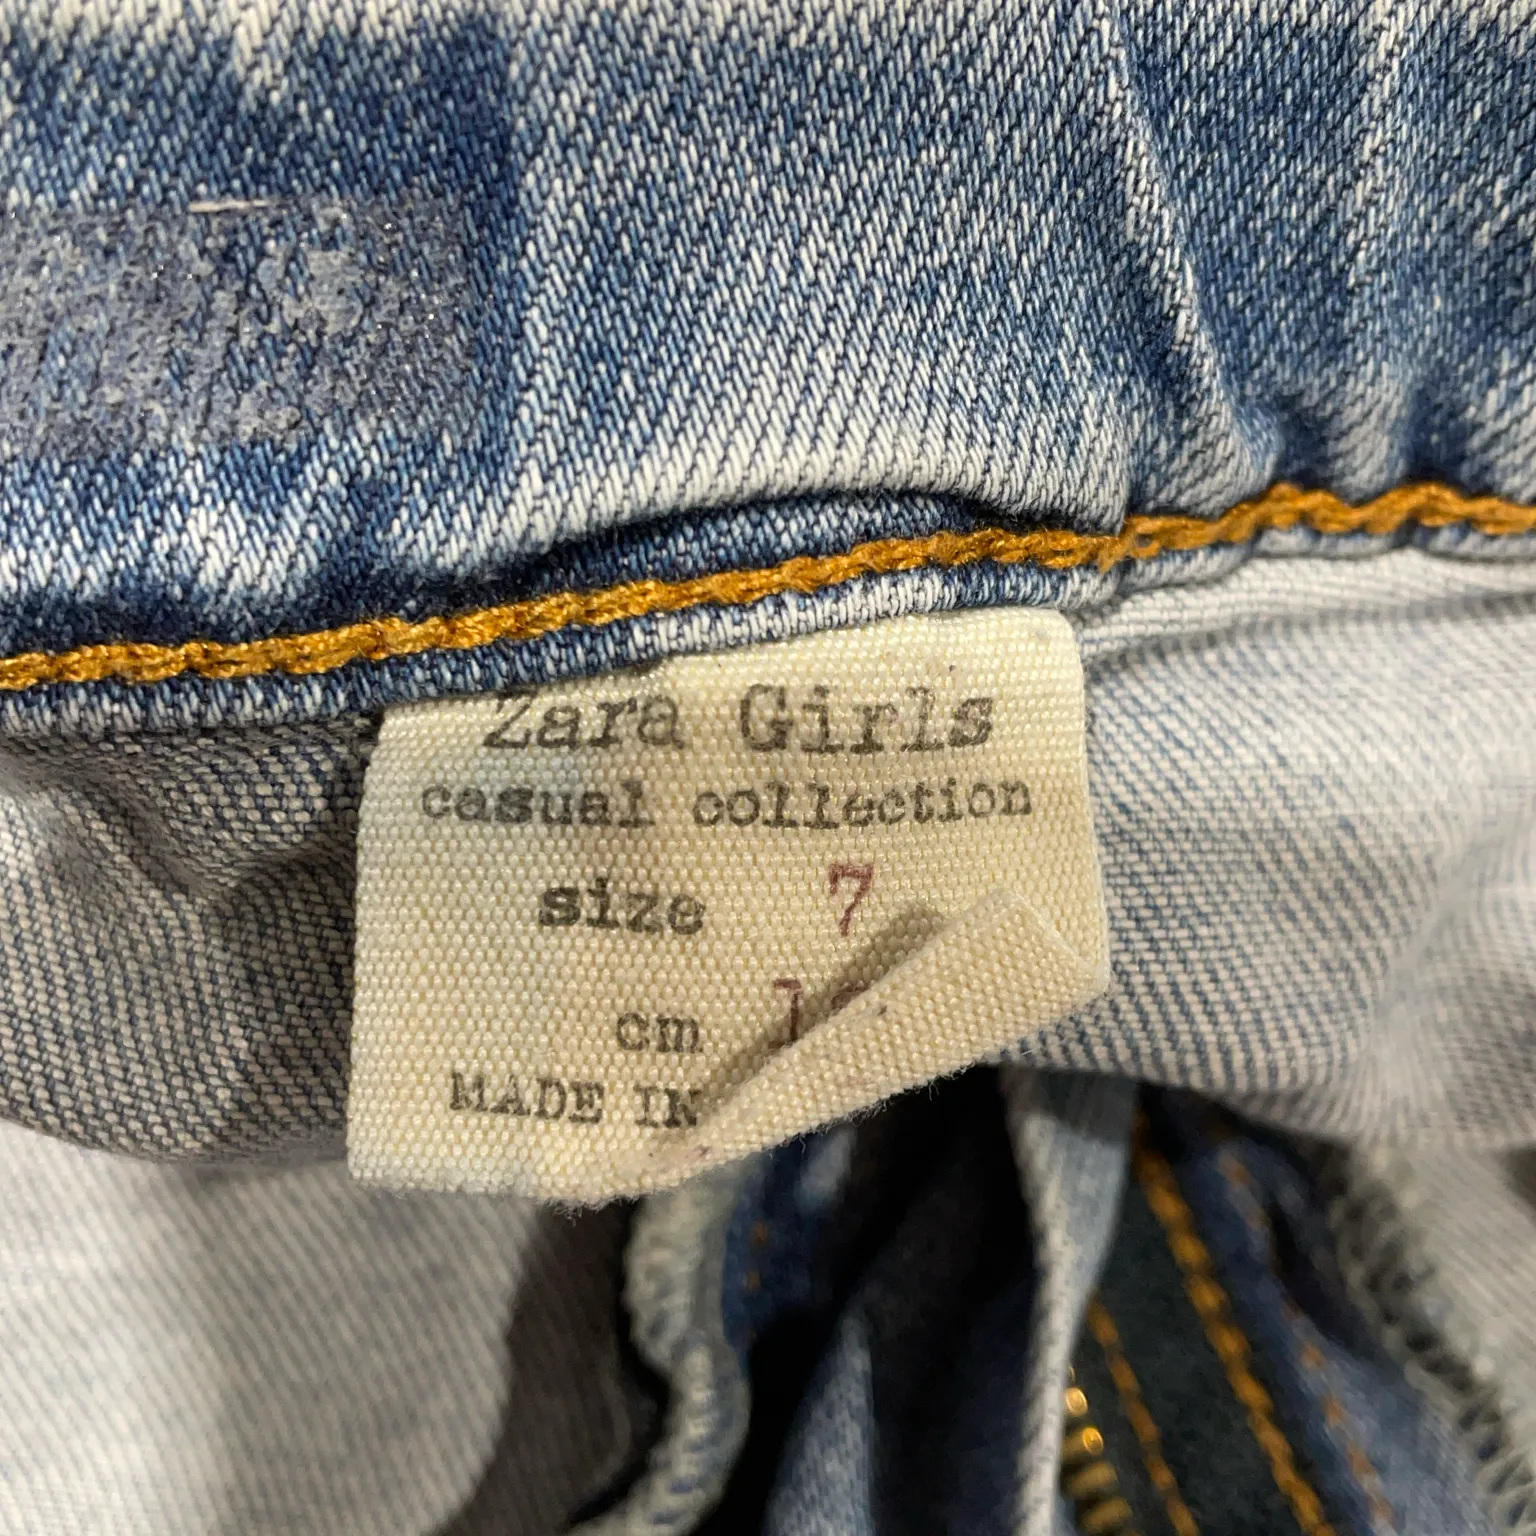 Zara Girls
casual collection
size 7
cm
MADE IN